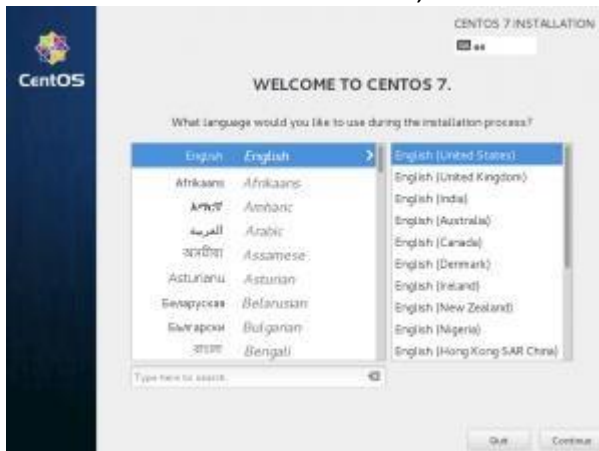 CENTOS 7 INSTALLATION
CentOS
WELCOME TO CENTOS 7.
What language would you like to use during the installation process?
English English > English (United States)
Afrikaans Afrikaans English (United Kingdom)
አማርኛ Amharic English (India)
العربية Arabic English (Australia)
অসমীয়া Assamese English (Canada)
Asturianu Asturian English (Denmark)
Беларуская Belarusian English (Ireland)
Български Bulgarian English (New Zealand)
বাংলা Bengali English (Nigeria)
English (Hong Kong SAR China)
Type here to search.
Quit Continue